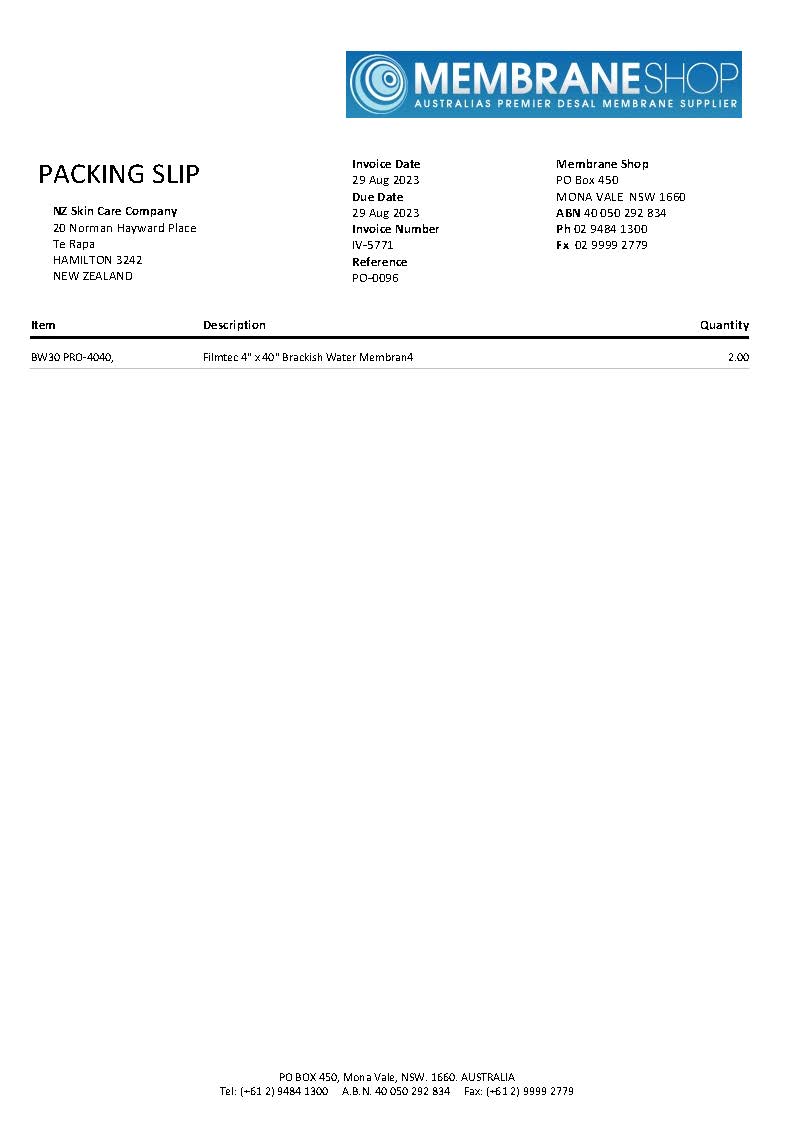 MEMBRANESHOP
AUSTRALIAS PREMIER DESAL MEMBRANE SUPPLIER
PACKING SLIP
NZ Skin Care Company
20 Norman Hayward Place
Te Rapa
HAMILTON 3242
NEW ZEALAND
Invoice Date
29 Aug 2023
Due Date
29 Aug 2023
Invoice Number
IV-5771
Reference
PO-0096
Membrane Shop
PO Box 450
MONA VALE NSW 1660
ABN 40 050 292 834
Ph 02 9484 1300
Fx 02 9999 2779
Item Description Quantity
BW30 PRO-4040, Filmtec 4" x 40" Brackish Water Membran4 2.00
PO BOX 450, Mona Vale, NSW. 1660. AUSTRALIA
Tel: (+61 2) 9484 1300 A.B.N. 40 050 292 834 Fax: (+61 2) 9999 2779